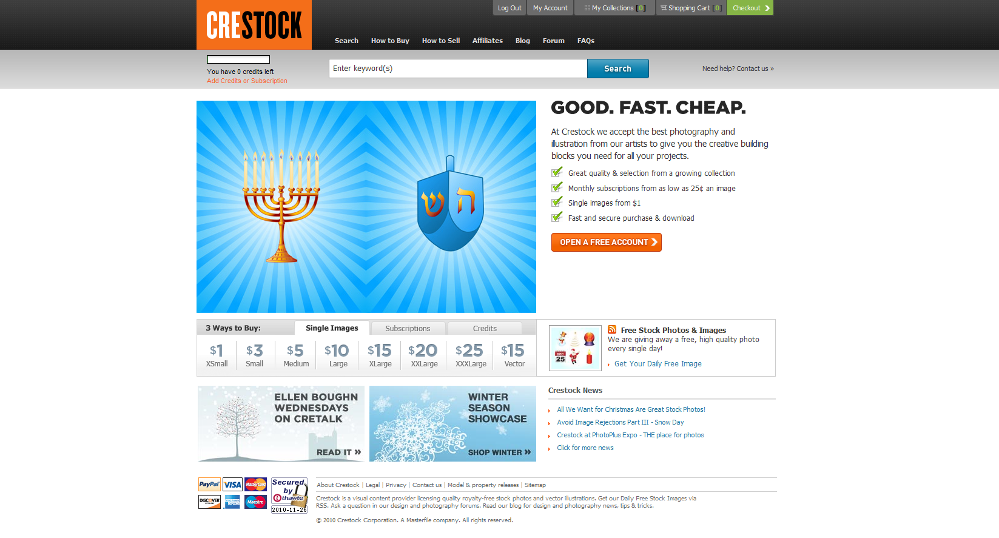 CRESTOCK
Log Out
My Account
My Collections [0]
Shopping Cart [0]
Checkout
Search
How to Buy
How to Sell
Affiliates
Blog
Forum
FAQs
You have 0 credits left
Add Credits or Subscription
Enter keyword(s)
Search
Need help? Contact us »
ש ה
GOOD. FAST. CHEAP.
At Crestock we accept the best photography and
illustration from our artists to give you the creative building
blocks you need for all your projects.
Great quality & selection from a growing collection
Monthly subscriptions from as low as 25¢ an image
Single images from $1
Fast and secure purchase & download
OPEN A FREE ACCOUNT
3 Ways to Buy:
Single Images
Subscriptions
Credits
$1 $3 $5 $10 $15 $20 $25 $15
XSmall Small Medium Large XLarge XXLarge XXXLarge Vector
DEC
25
Free Stock Photos & Images
We are giving away a free, high quality photo
every single day!
Get Your Daily Free Image
ELLEN BOUGHN
WEDNESDAYS
ON CRETALK
READ IT »
WINTER
SEASON
SHOWCASE
SHOP WINTER »
Crestock News
All We Want for Christmas Are Great Stock Photos!
Avoid Image Rejections Part III - Snow Day
Crestock at PhotoPlus Expo - THE place for photos
Click for more news
PayPal VISA MasterCard
DISCOVER
Maestro
Secured
by
thawte
2010-11-26
About Crestock | Legal | Privacy | Contact us | Model & property releases | Sitemap
Crestock is a visual content provider licensing quality royalty-free stock photos and vector illustrations. Get our Daily Free Stock Images via
RSS. Ask a question in our design and photography forums. Read our blog for design and photography news, tips & tricks.
© 2010 Crestock Corporation. A Masterfile company. All rights reserved.